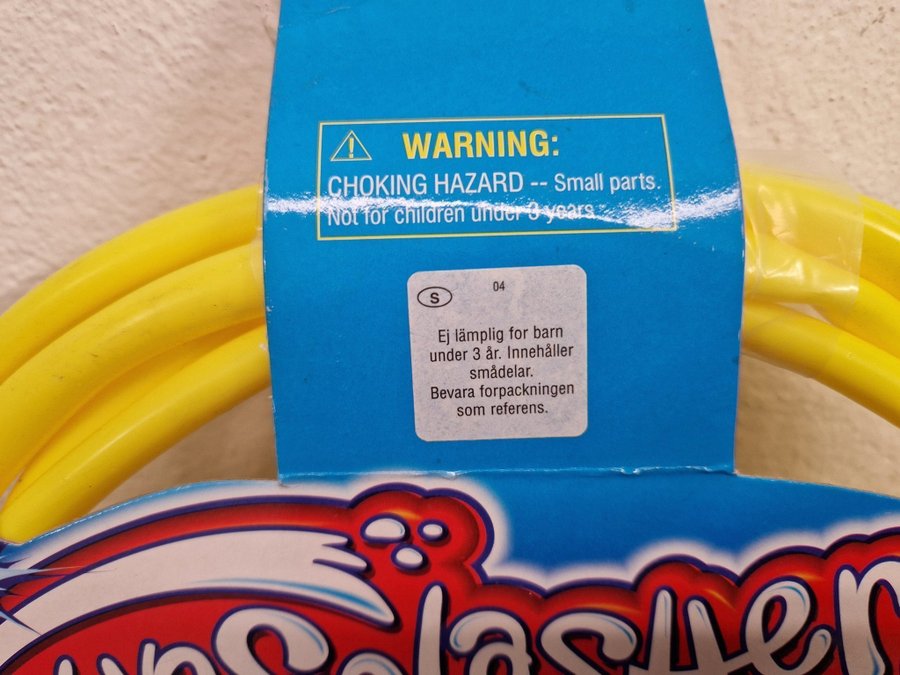 WARNING:
CHOKING HAZARD -- Small parts.
Not for children under 3 years.
S
04
Ej lämplig for barn
under 3 år. Innehåller
smådelar.
Bevara forpackningen
som referens.